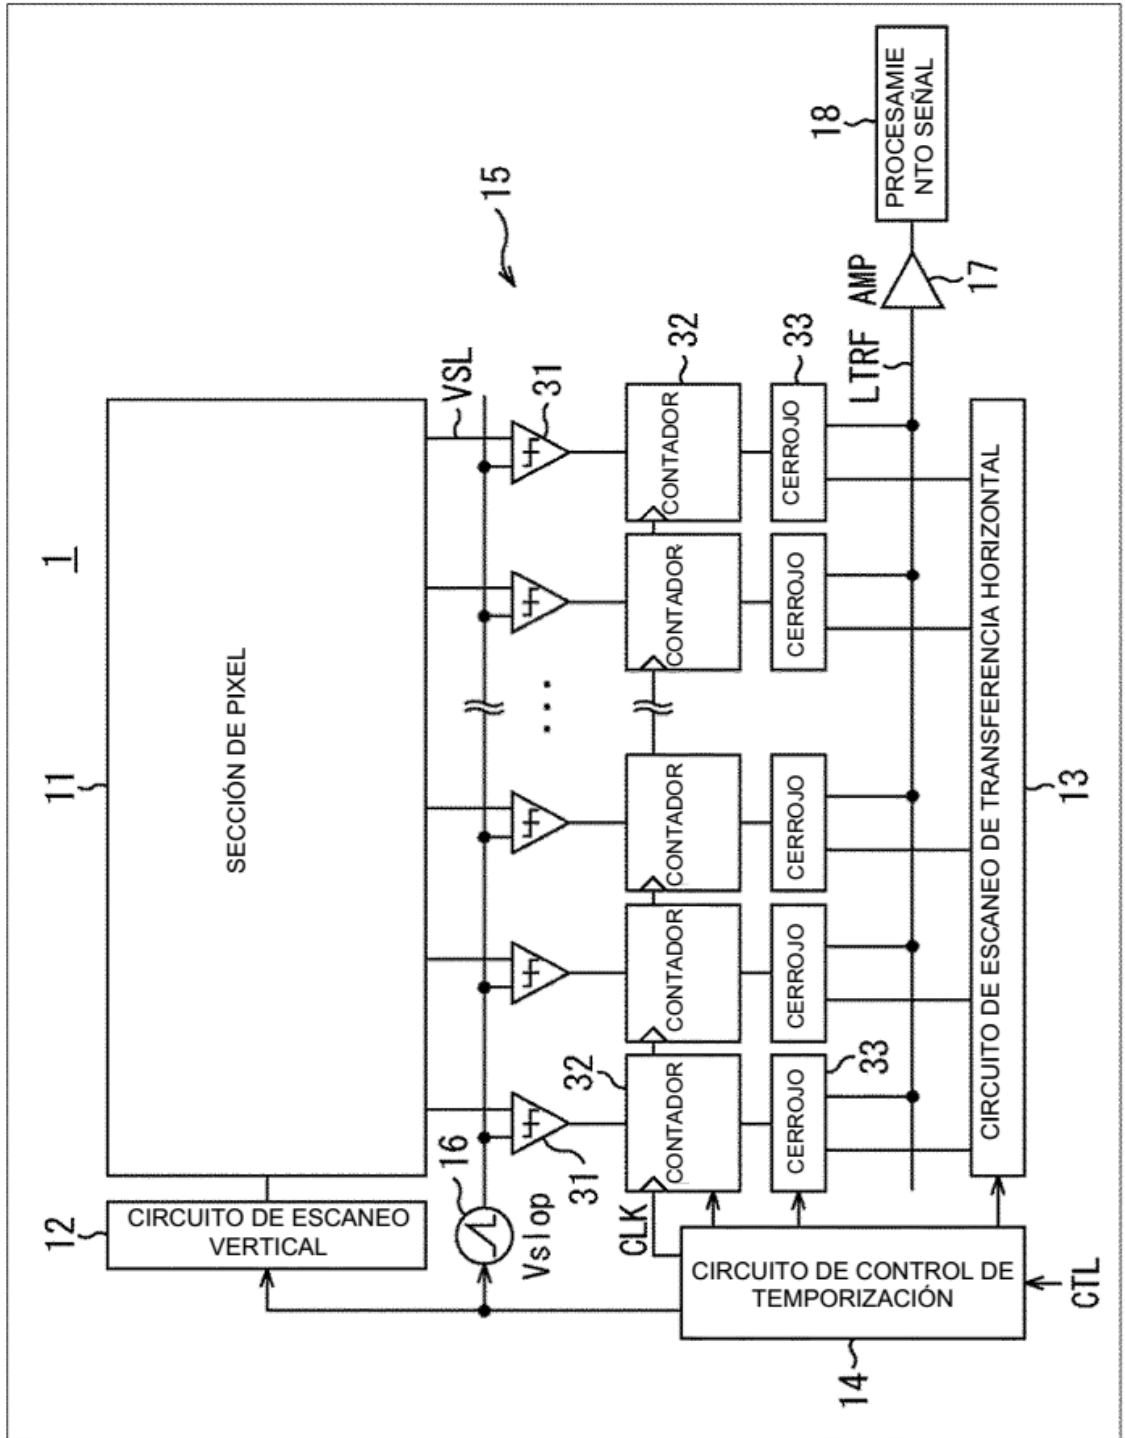 1
11
SECCIÓN DE PIXEL
12
CIRCUITO DE ESCANEO
VERTICAL
15
VSL
16
Vslop
31
31
CLK
32
CONTADOR
CONTADOR
CONTADOR
CONTADOR
CONTADOR
32
33
CERROJO
CERROJO
CERROJO
CERROJO
CERROJO
33
LTRF
AMP
17
18
PROCESAMIE
NTO SEÑAL
CIRCUITO DE ESCANEO DE TRANSFERENCIA HORIZONTAL
13
CIRCUITO DE CONTROL DE
TEMPORIZACIÓN
14
CTL